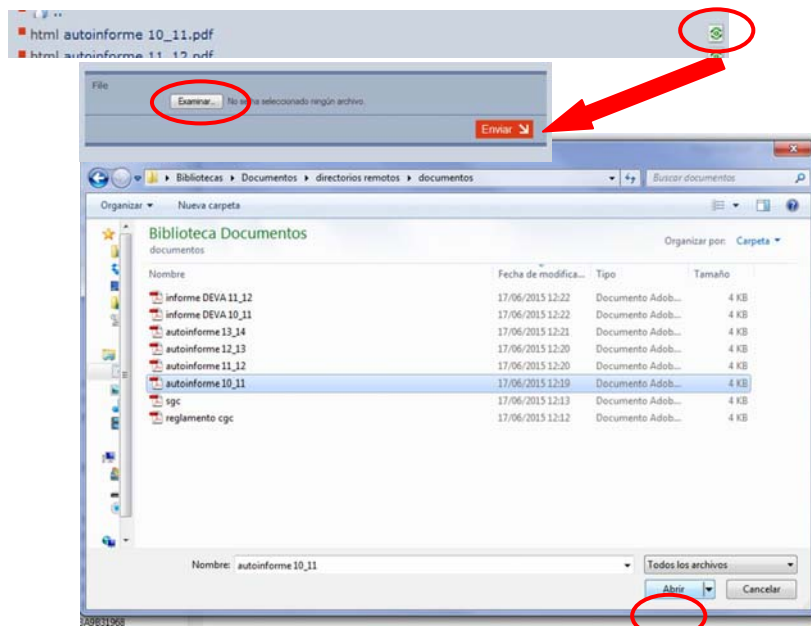 ..
html autoinforme 10_11.pdf
html autoinforme 11_12.pdf
File
Examinar... No se ha seleccionado ningún archivo.
Enviar
Bibliotecas Documentos directorios remotos documentos
Buscar documentos
Organizar Nueva carpeta
Biblioteca Documentos
documentos
Organizar por: Carpeta
Nombre Fecha de modifica... Tipo Tamaño
informe DEVA 11_12 17/06/2015 12:22 Documento Adob... 4 KB
informe DEVA 10_11 17/06/2015 12:22 Documento Adob... 4 KB
autoinforme 13_14 17/06/2015 12:21 Documento Adob... 4 KB
autoinforme 12_13 17/06/2015 12:20 Documento Adob... 4 KB
autoinforme 11_12 17/06/2015 12:20 Documento Adob... 4 KB
autoinforme 10_11 17/06/2015 12:19 Documento Adob... 4 KB
sgc 17/06/2015 12:13 Documento Adob... 4 KB
reglamento cgc 17/06/2015 12:12 Documento Adob... 4 KB
Nombre: autoinforme 10_11
Todos los archivos
Abrir Cancelar